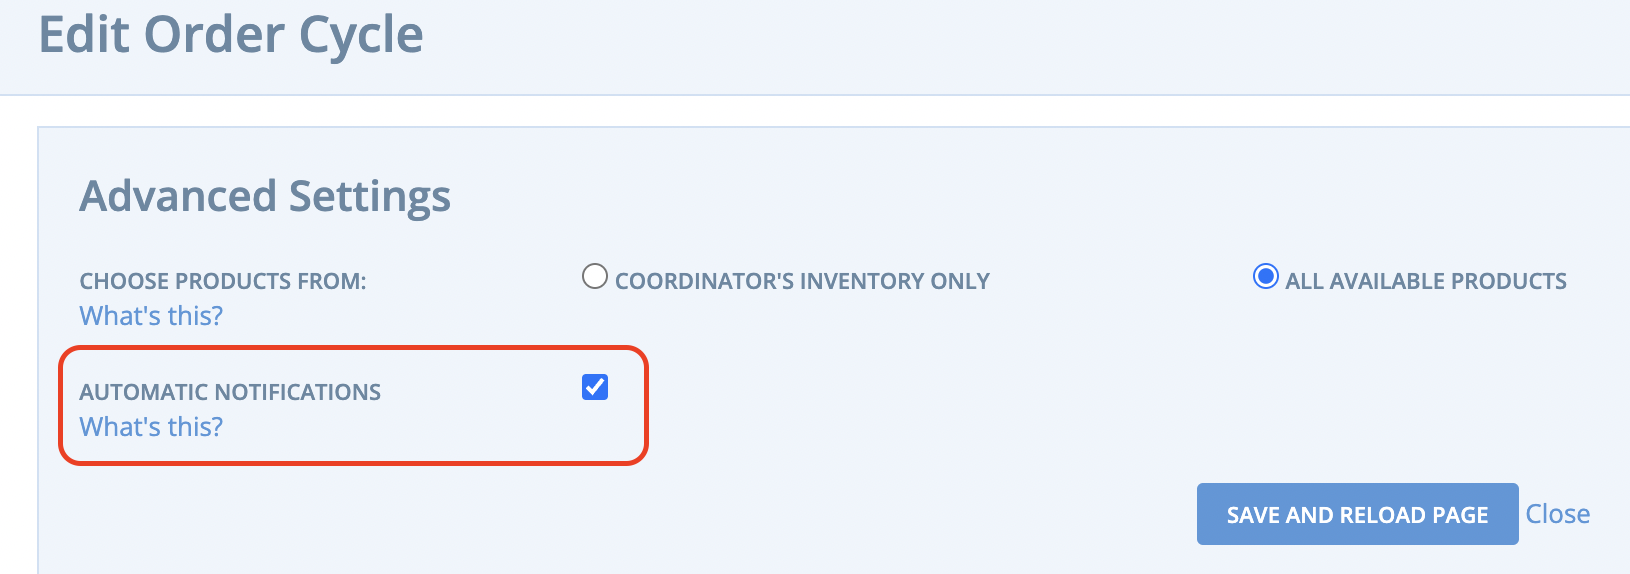 Edit Order Cycle
Advanced Settings
CHOOSE PRODUCTS FROM: COORDINATOR'S INVENTORY ONLY ALL AVAILABLE PRODUCTS
What's this?
AUTOMATIC NOTIFICATIONS
What's this?
SAVE AND RELOAD PAGE Close